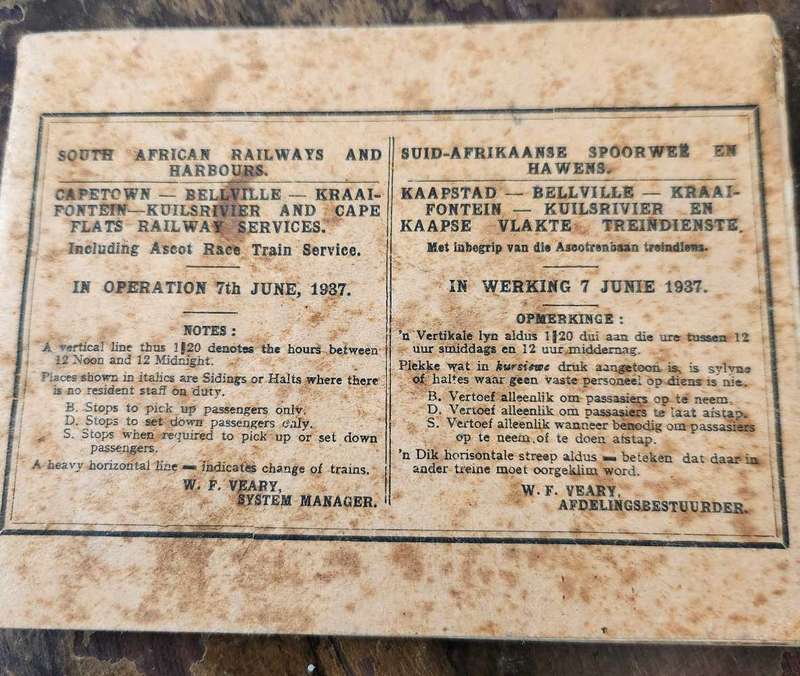 SOUTH AFRICAN RAILWAYS AND
HARBOURS.
CAPETOWN — BELLVILLE — KRAAI-
FONTEIN—KUILSRIVIER AND CAPE
FLATS RAILWAY SERVICES.
Including Ascot Race Train Service.
IN OPERATION 7th JUNE, 1937.
NOTES:
A vertical line thus 1|20 denotes the hours between
12 Noon and 12 Midnight.
Places shown in italics are Sidings or Halts where there
is no resident staff on duty.
B. Stops to pick up passengers only.
D. Stops to set down passengers only.
S. Stops when required to pick up or set down
passengers.
A heavy horizontal line — indicates change of trains.
W. F. VEARY,
SYSTEM MANAGER.
SUID-AFRIKAANSE SPOORWEË EN
HAWENS.
KAAPSTAD — BELLVILLE — KRAAI-
FONTEIN — KUILSRIVIER EN
KAAPSE VLAKTE TREINDIENSTE.
Met inbegrip van die Ascotrenbaan treindiens.
IN WERKING 7 JUNIE 1937.
OPMERKINGE:
'n Vertikale lyn aldus 1|20 dui aan die ure tussen 12
uur smiddags en 12 uur middernag.
Plekke wat in kursiewe druk aangetoon is, is sylyne
of haltes waar geen vaste personeel op diens is nie.
B. Vertoef alleenlik om passasiers op te neem.
D. Vertoef alleenlik om passasiers te laat afstap.
S. Vertoef alleenlik wanneer benodig om passasiers
op te neem of te doen afstap.
'n Dik horisontale streep aldus — beteken dat daar in
ander treine moet oorgeklim word.
W. F. VEARY,
AFDELINGSBESTUURDER.